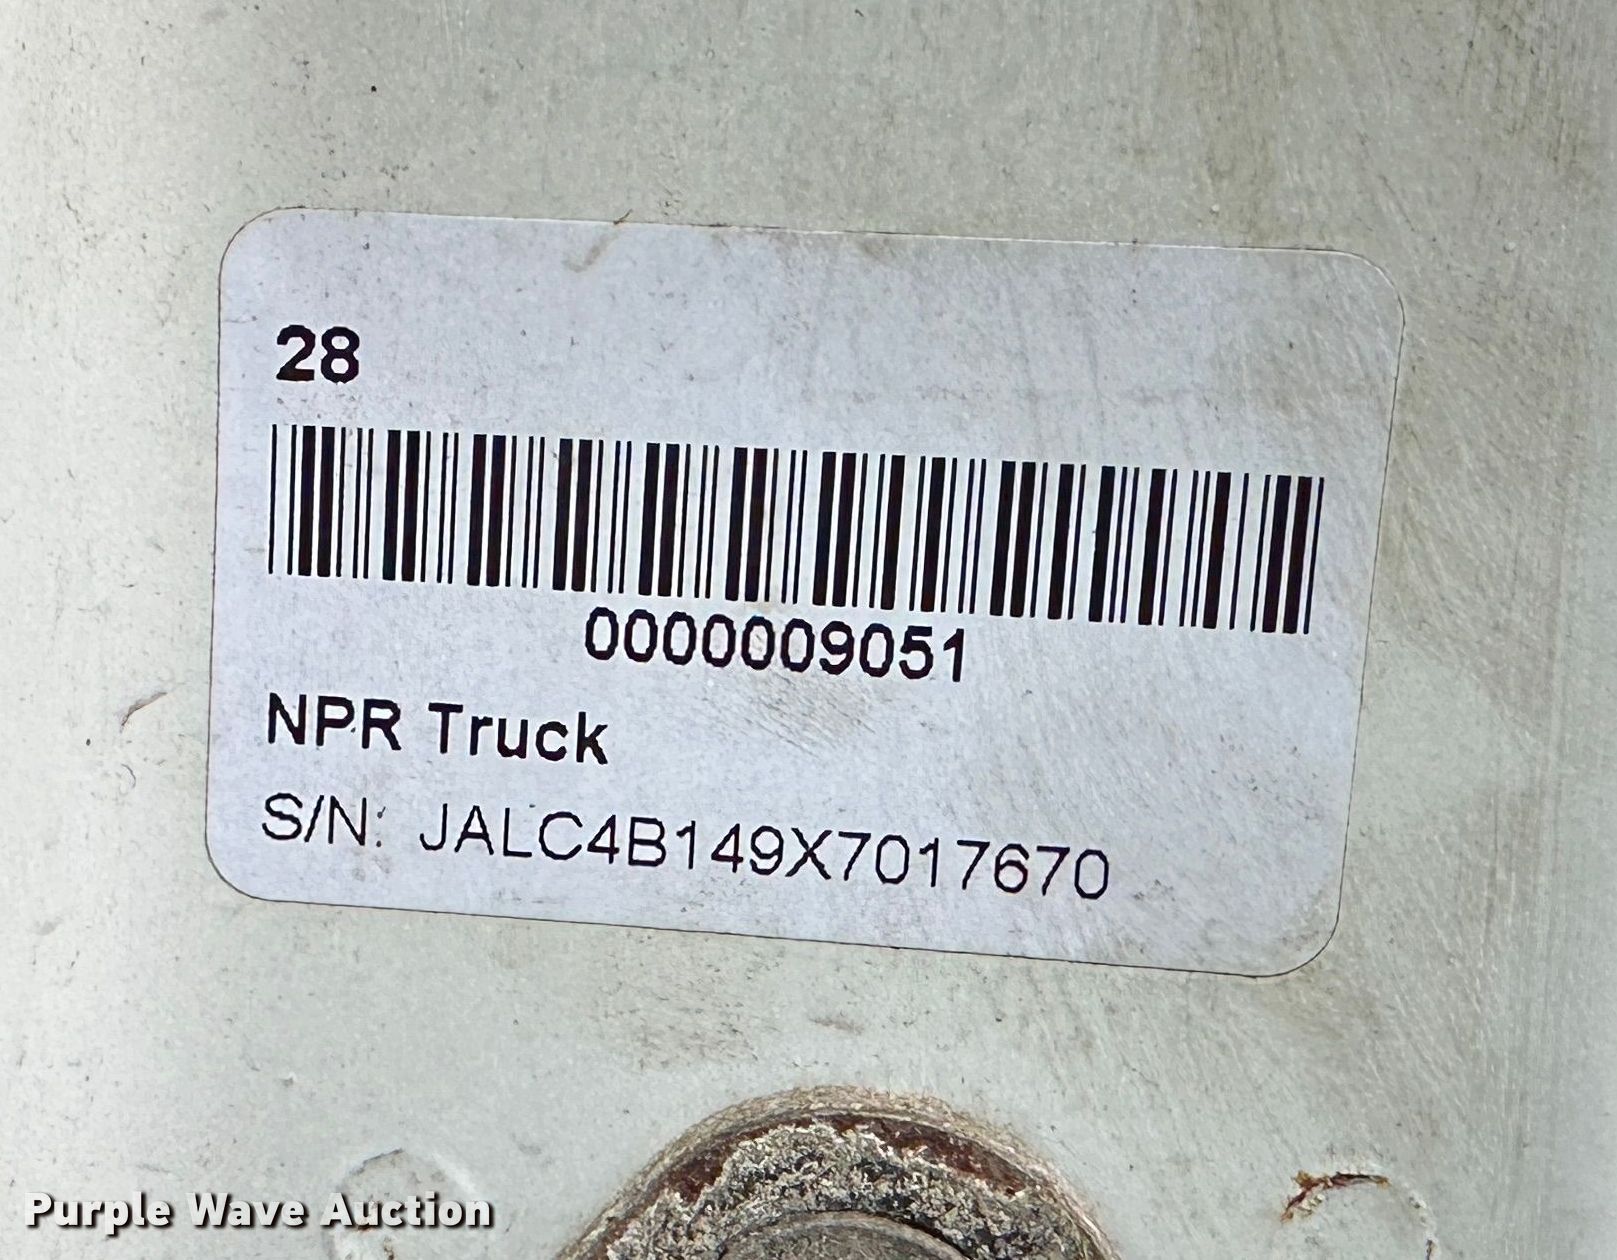 28
0000009051
NPR Truck
S/N: JALC4B149X7017670
Purple Wave Auction